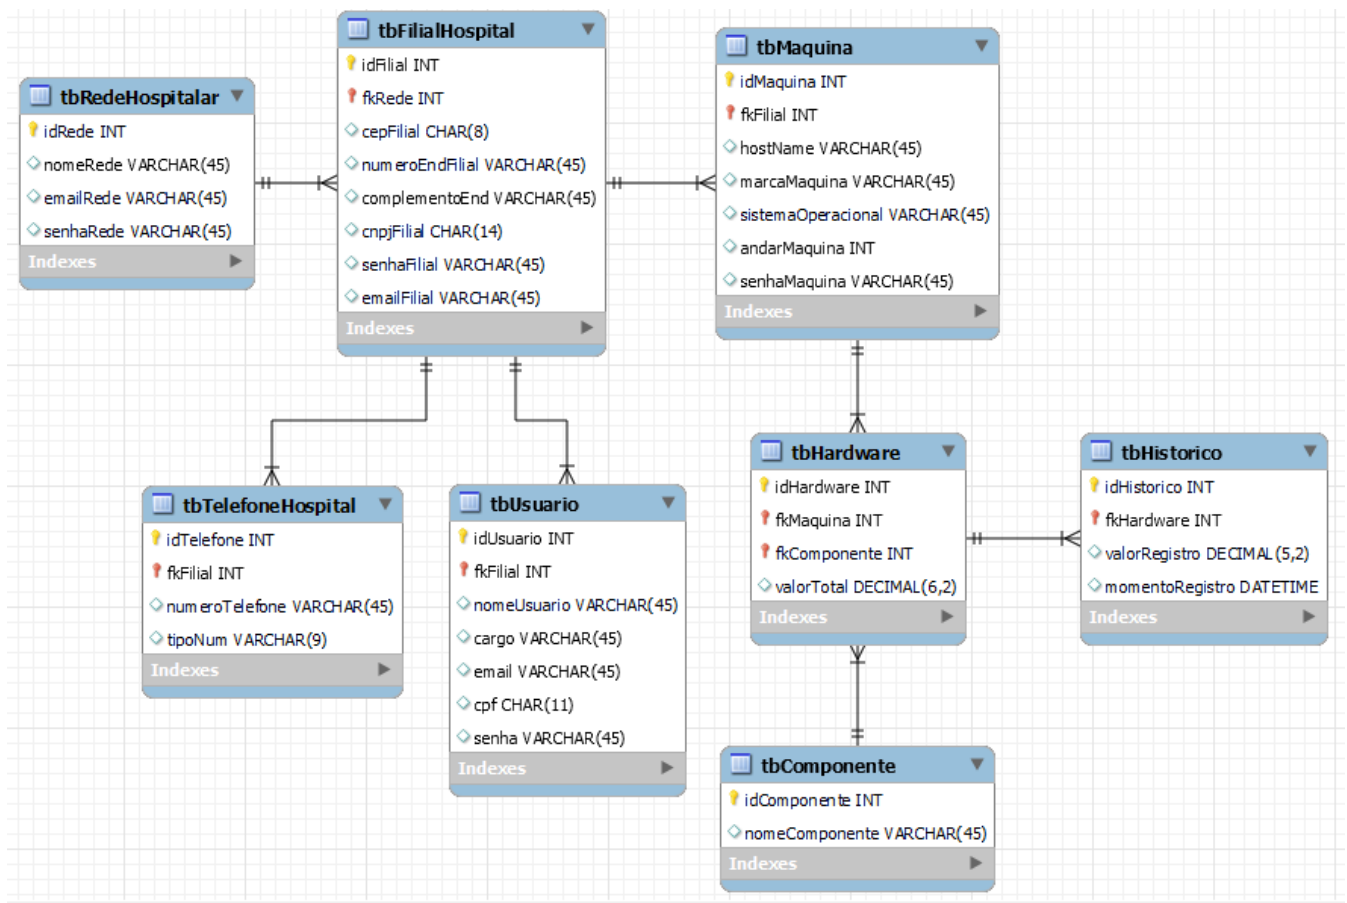 tbRedeHospitalar
idRede INT
nomeRede VARCHAR(45)
emailRede VARCHAR(45)
senhaRede VARCHAR(45)
Indexes
tbFilialHospital
idFilial INT
fkRede INT
cepFilial CHAR(8)
numeroEndFilial VARCHAR(45)
complementoEnd VARCHAR(45)
cnpjFilial CHAR(14)
senhaFilial VARCHAR(45)
emailFilial VARCHAR(45)
Indexes
tbMaquina
idMaquina INT
fkFilial INT
hostName VARCHAR(45)
marcaMaquina VARCHAR(45)
sistemaOperacional VARCHAR(45)
andarMaquina INT
senhaMaquina VARCHAR(45)
Indexes
tbTelefoneHospital
idTelefone INT
fkFilial INT
numeroTelefone VARCHAR(45)
tipoNum VARCHAR(9)
Indexes
tbUsuario
idUsuario INT
fkFilial INT
nomeUsuario VARCHAR(45)
cargo VARCHAR(45)
email VARCHAR(45)
cpf CHAR(11)
senha VARCHAR(45)
Indexes
tbHardware
idHardware INT
fkMaquina INT
fkComponente INT
valorTotal DECIMAL(6,2)
Indexes
tbHistorico
idHistorico INT
fkHardware INT
valorRegistro DECIMAL(5,2)
momentoRegistro DATETIME
Indexes
tbComponente
idComponente INT
nomeComponente VARCHAR(45)
Indexes